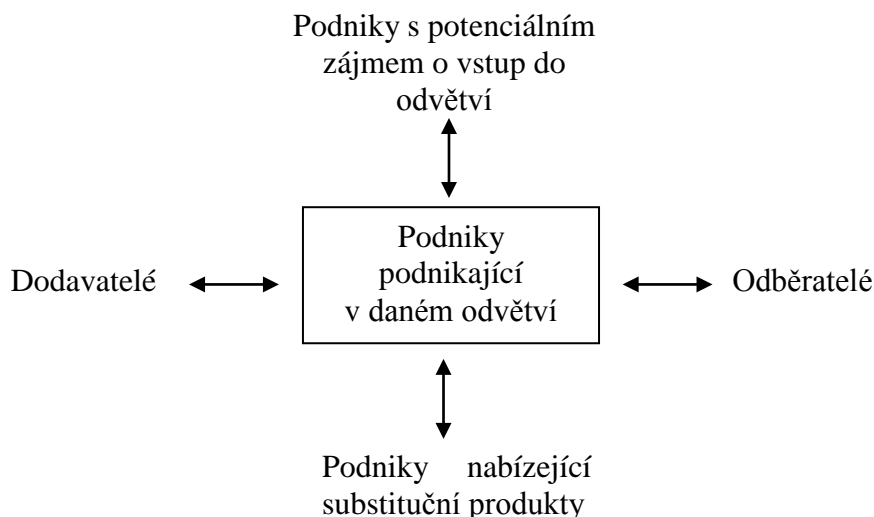 Podniky s potenciálním
zájmem o vstup do
odvětví
Podniky
podnikající
v daném odvětví
Dodavatelé
Odběratelé
Podniky nabízející
substituční produkty